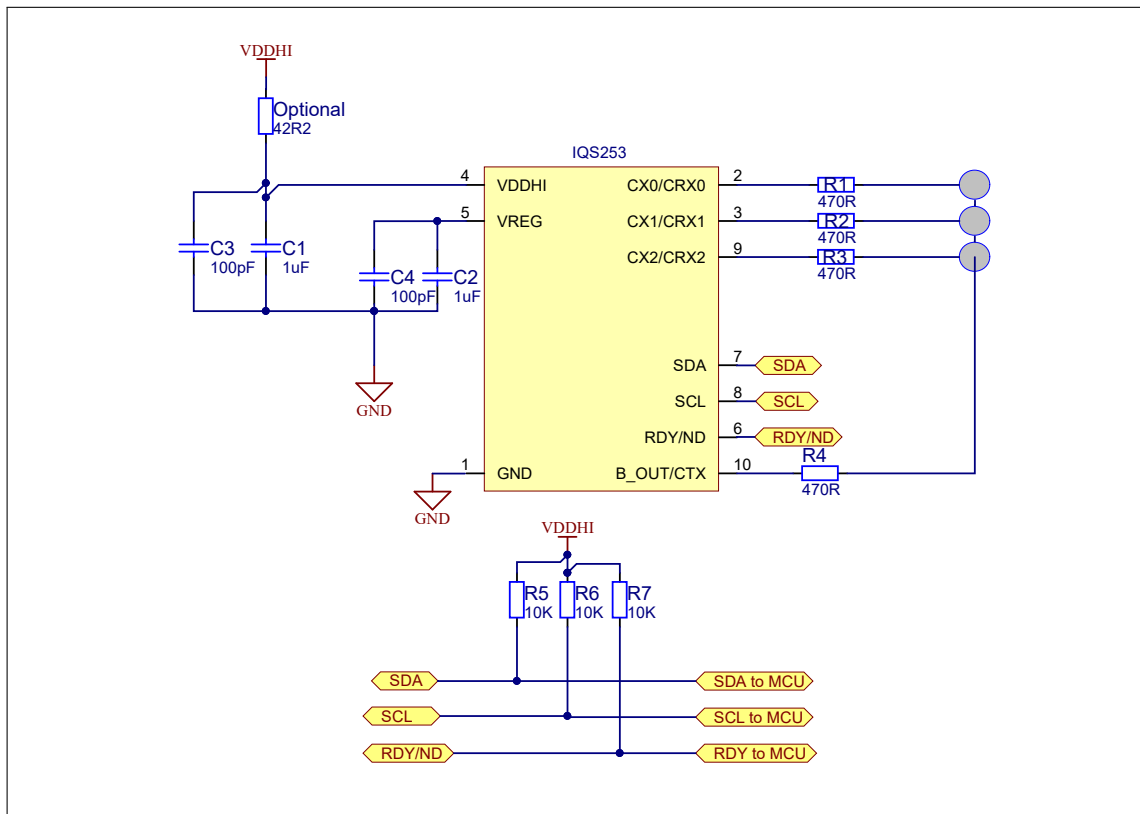 VDDHI
Optional
42R2
IQS253
4 VDDHI CX0/CRX0 2 R1
470R
5 VREG CX1/CRX1 3 R2
470R
CX2/CRX2 9 R3
470R
C3
100pF
C1
1uF
C4
100pF
C2
1uF
GND
SDA 7 SDA
SCL 8 SCL
RDY/ND 6 RDY/ND
R4
1 GND B_OUT/CTX 10
470R
GND
VDDHI
R5
10K
R6
10K
R7
10K
SDA SDA to MCU
SCL SCL to MCU
RDY/ND RDY to MCU